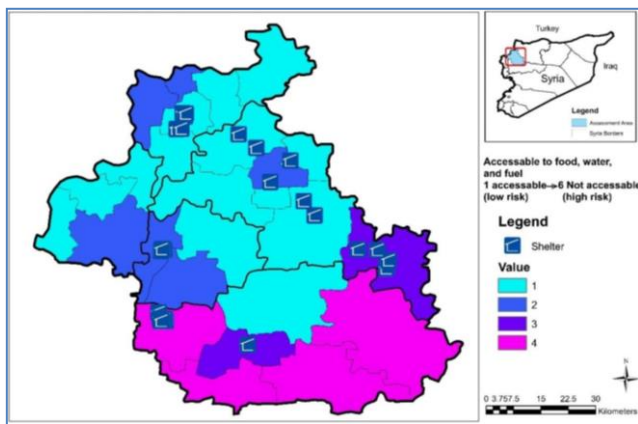 Turkey
Iraq
Syria
Legend
Assessment Area
Syria Borders
Accessable to food, water,
and fuel
1 accessable→6 Not accessable
(low risk) (high risk)
Legend
Shelter
Value
1
2
3
4
N
0 3.757.5 15 22.5 30
Kilometers